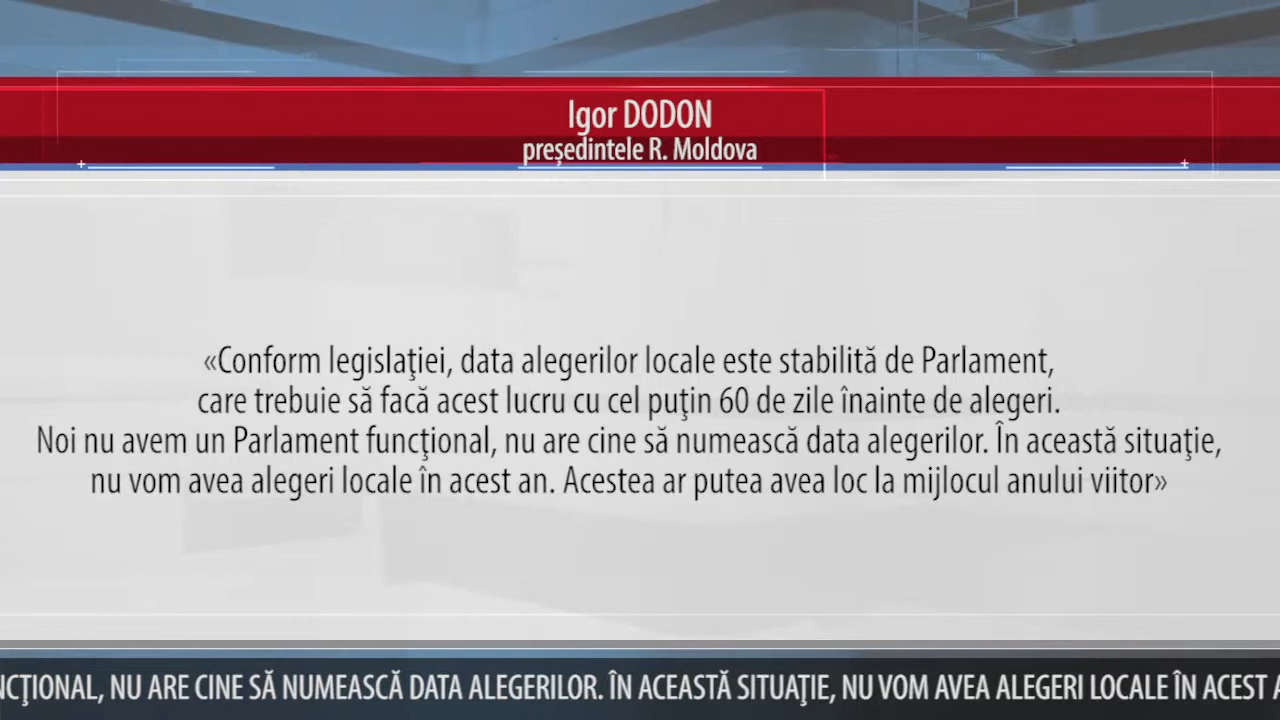 Igor DODON
președintele R. Moldova
«Conform legislaţiei, data alegerilor locale este stabilită de Parlament,
care trebuie să facă acest lucru cu cel puţin 60 de zile înainte de alegeri.
Noi nu avem un Parlament funcţional, nu are cine să numească data alegerilor. În această situaţie,
nu vom avea alegeri locale în acest an. Acestea ar putea avea loc la mijlocul anului viitor»
NCŢIONAL, NU ARE CINE SĂ NUMEASCĂ DATA ALEGERILOR. ÎN ACEASTĂ SITUAŢIE, NU VOM AVEA ALEGERI LOCALE ÎN ACEST